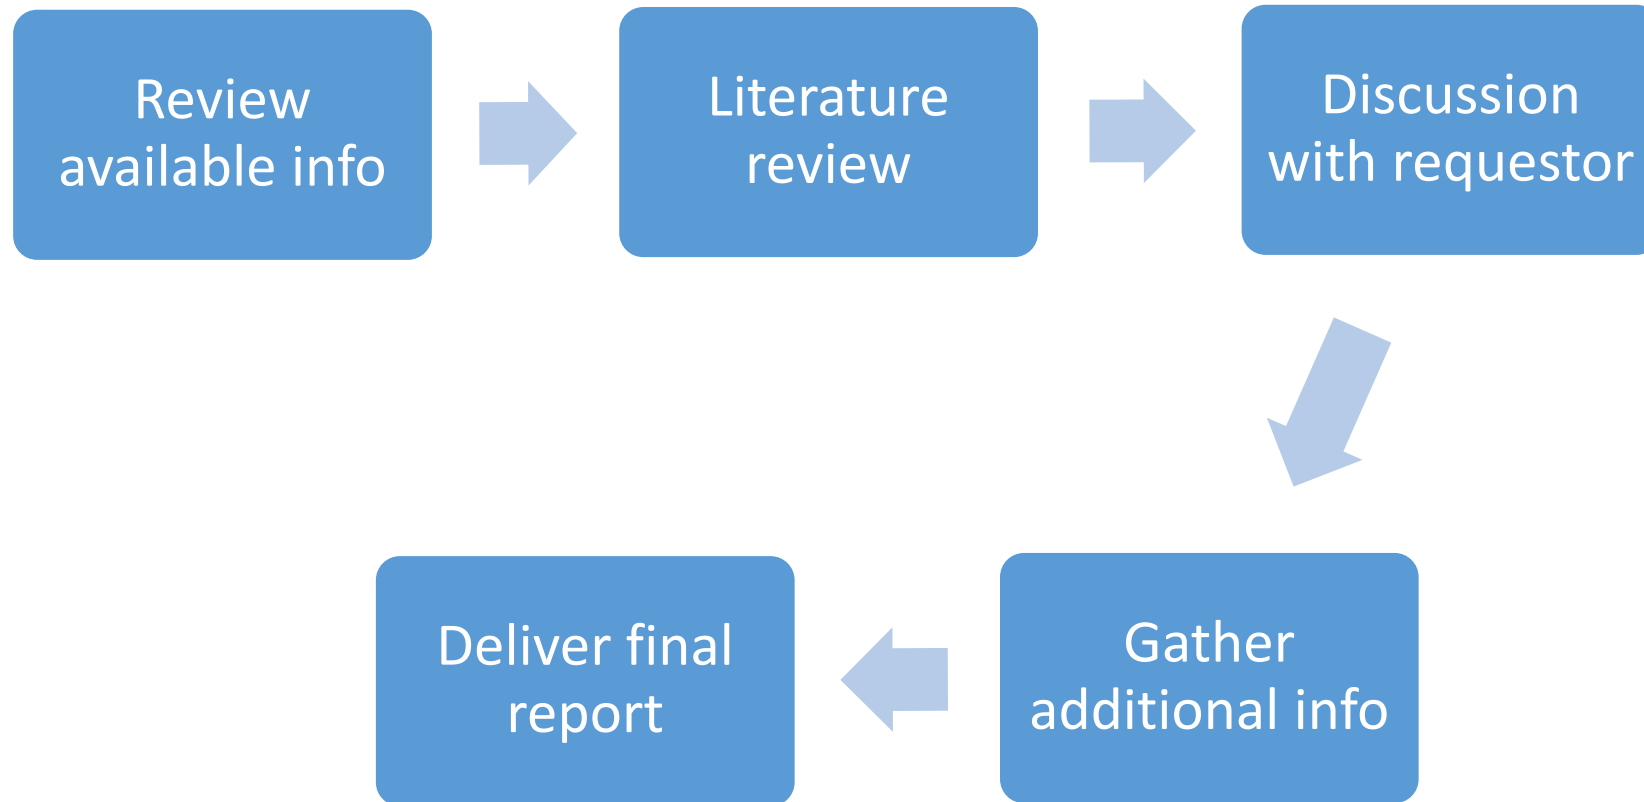 Review
available info
Literature
review
Discussion
with requestor
Gather
additional info
Deliver final
report